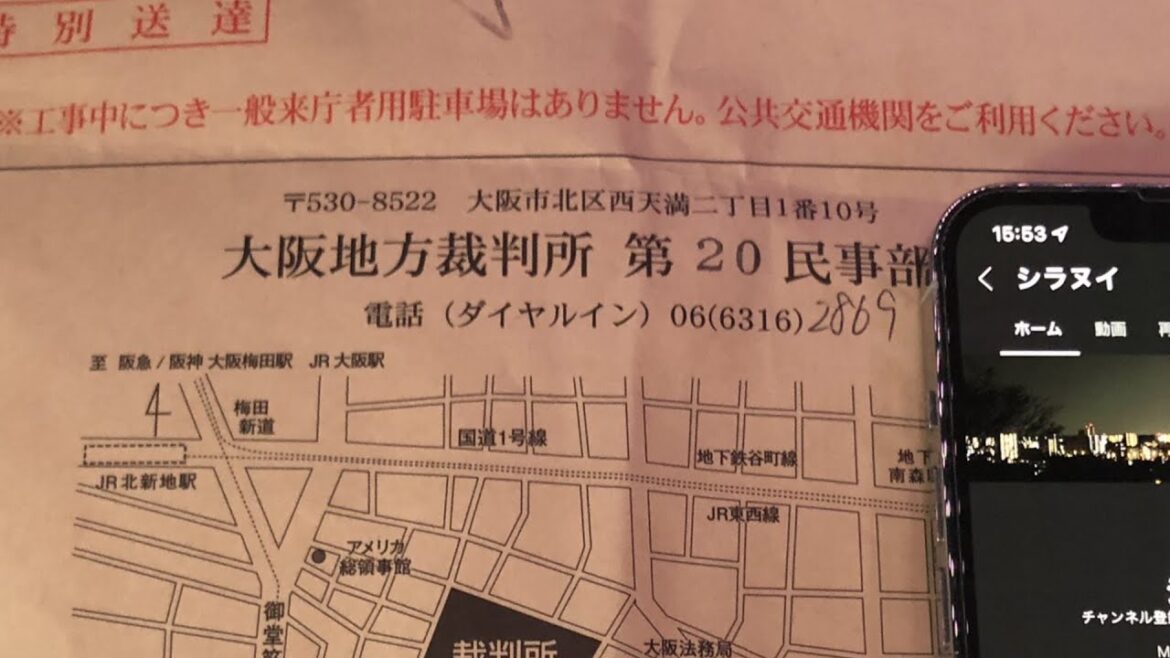 特別送達
※工事中につき一般来庁者用駐車場はありません。公共交通機関をご利用ください。
〒530-8522 大阪市北区西天満二丁目1番10号
大阪地方裁判所 第20民事部
電話（ダイヤルイン）06(6316)2869
至 阪急/阪神 大阪梅田駅 JR大阪駅
4
梅田
新道
国道1号線
地下鉄谷町線
地下
南森
JR北新地駅
JR東西線
アメリカ
総領事館
御堂
裁判所
大阪法務局
15:53
シラヌイ
ホーム 動画 再
チャンネル登録